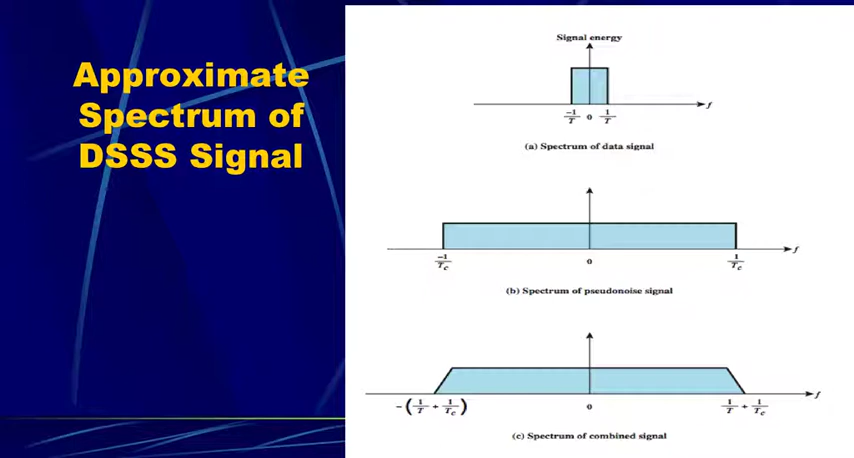 Approximate
Spectrum of
DSSS Signal
Signal energy
f
-1/T 0 1/T
(a) Spectrum of data signal
f
-1/Tc 0 1/Tc
(b) Spectrum of pseudonoise signal
f
-(1/T + 1/Tc) 0 1/T + 1/Tc
(c) Spectrum of combined signal